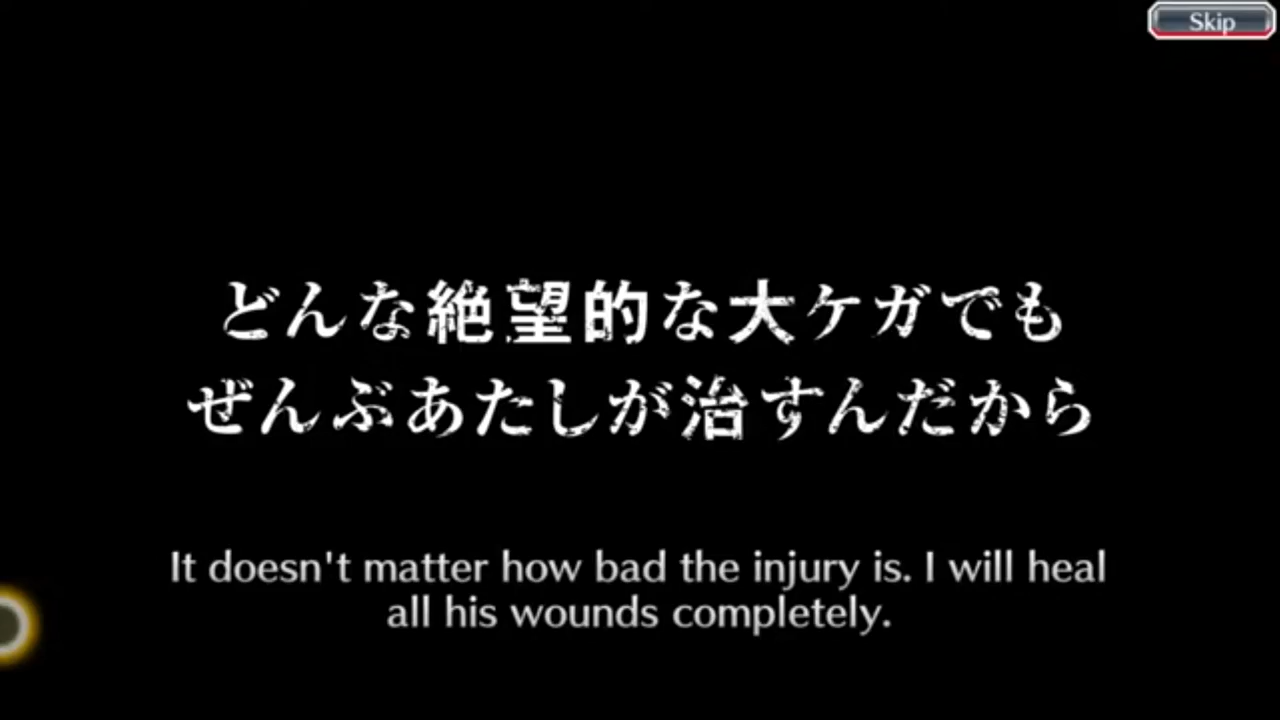 Skip
どんな絶望的な大ケガでも
ぜんぶあたしが治すんだから
It doesn't matter how bad the injury is. I will heal
all his wounds completely.